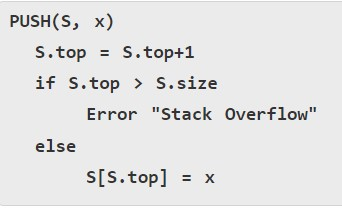 PUSH(S, x)
S.top = S.top+1
if S.top > S.size
Error "Stack Overflow"
else
S[S.top] = x